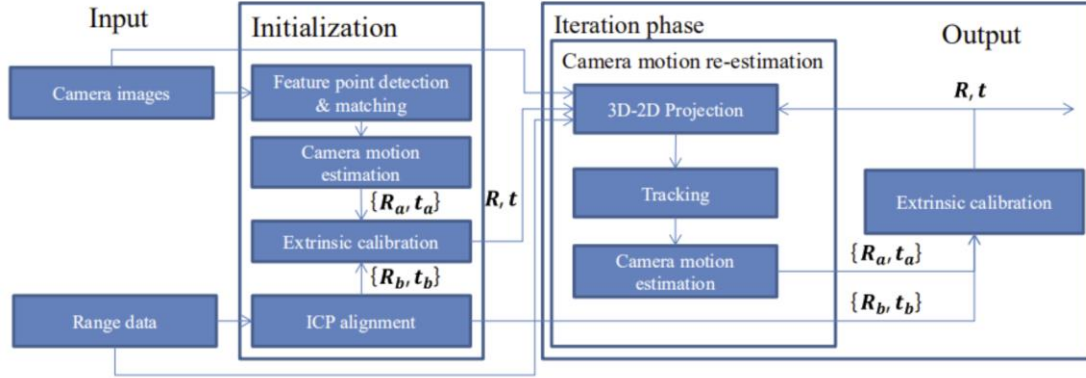 Input
Initialization
Iteration phase
Output
Camera images
Feature point detection
& matching
Camera motion
estimation
{R_a, t_a}
R, t
Extrinsic calibration
{R_b, t_b}
Range data
ICP alignment
Camera motion re-estimation
3D-2D Projection
Tracking
Camera motion
estimation
{R_a, t_a}
{R_b, t_b}
Extrinsic calibration
R, t